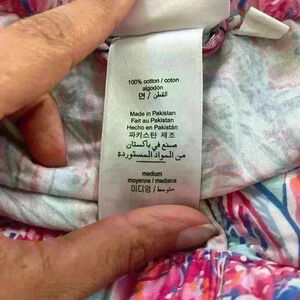 100% cotton / coton
algodón
면 / القطن
Made in Pakistan
Fait au Pakistan
Hecho en Pakistán
파키스탄 제조
صنع في باكستان
من المواد المستوردة
medium
moyenne / mediana
미디엄 / متوسط